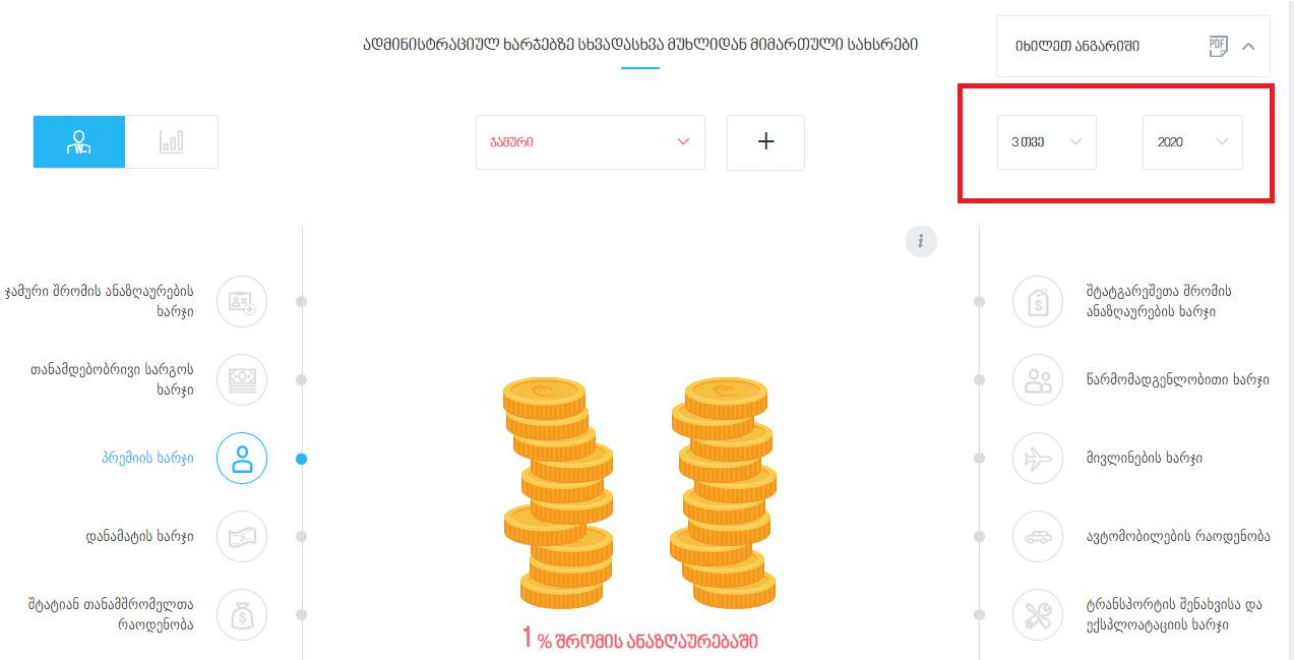 ადმინისტრაციულ ხარჯებზე სხვადასხვა მუხლიდან მიმართული სახსრები
იხილეთ ანგარიში
PDF
ჯამური
+
3 თვე
2020
i
ჯამური შრომის ანაზღაურების
ხარჯი
თანამდებობრივი სარგოს
ხარჯი
პრემიის ხარჯი
დანამატის ხარჯი
შტატიან თანამშრომელთა
რაოდენობა
შტატგარეშეთა შრომის
ანაზღაურების ხარჯი
წარმომადგენლობითი ხარჯი
მივლინების ხარჯი
ავტომობილების რაოდენობა
ტრანსპორტის შენახვისა და
ექსპლოატაციის ხარჯი
1 % შრომის ანაზღაურებაში